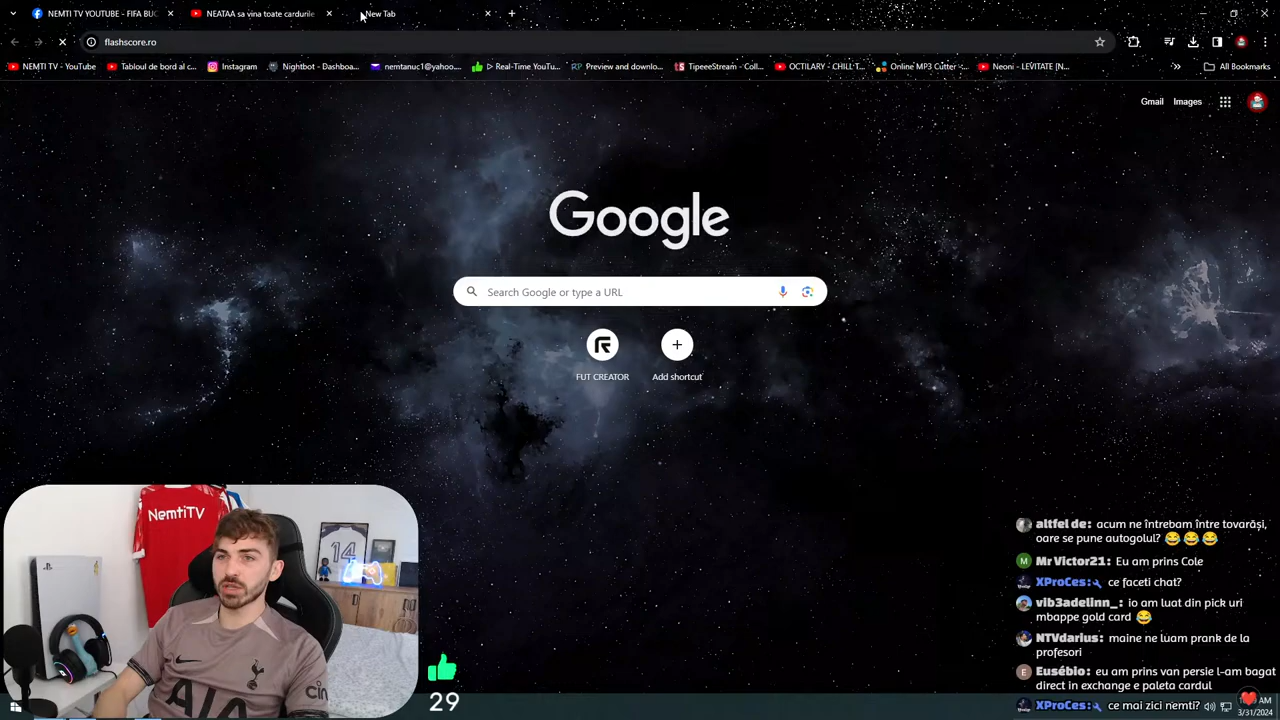 NEMTI TV YOUTUBE - FIFA BUC
NEATAA sa vina toate cardurile
New Tab
flashscore.ro
NEMTI TV - YouTube
Tabloul de bord al c...
Instagram
Nightbot - Dashboa...
nemtanuc1@yahoo....
▷ Real-Time YouTu...
RP Preview and downlo...
TipeeeStream - Coll...
OCTILARY - CHILL T...
Online MP3 Cutter -...
Neoni - LEVITATE [N...
»
All Bookmarks
Gmail
Images
Google
Search Google or type a URL
FUT CREATOR
Add shortcut
NemtiTV
14
AIA
cin
29
altfel de: acum ne întrebam între tovarăși,
oare se pune autogolul? 😂 😂 😂
M Mr Victor21: Eu am prins Cole
XProCes: ce faceti chat?
vib3adelinn_: io am luat din pick uri
mbappe gold card 😂
NTVdarius: maine ne luam prank de la
profesori
E Eusébio: eu am prins van persie l-am bagat
direct in exchange e paleta cardul
XProCes: ce mai zici nemti?
AM
3/31/2024